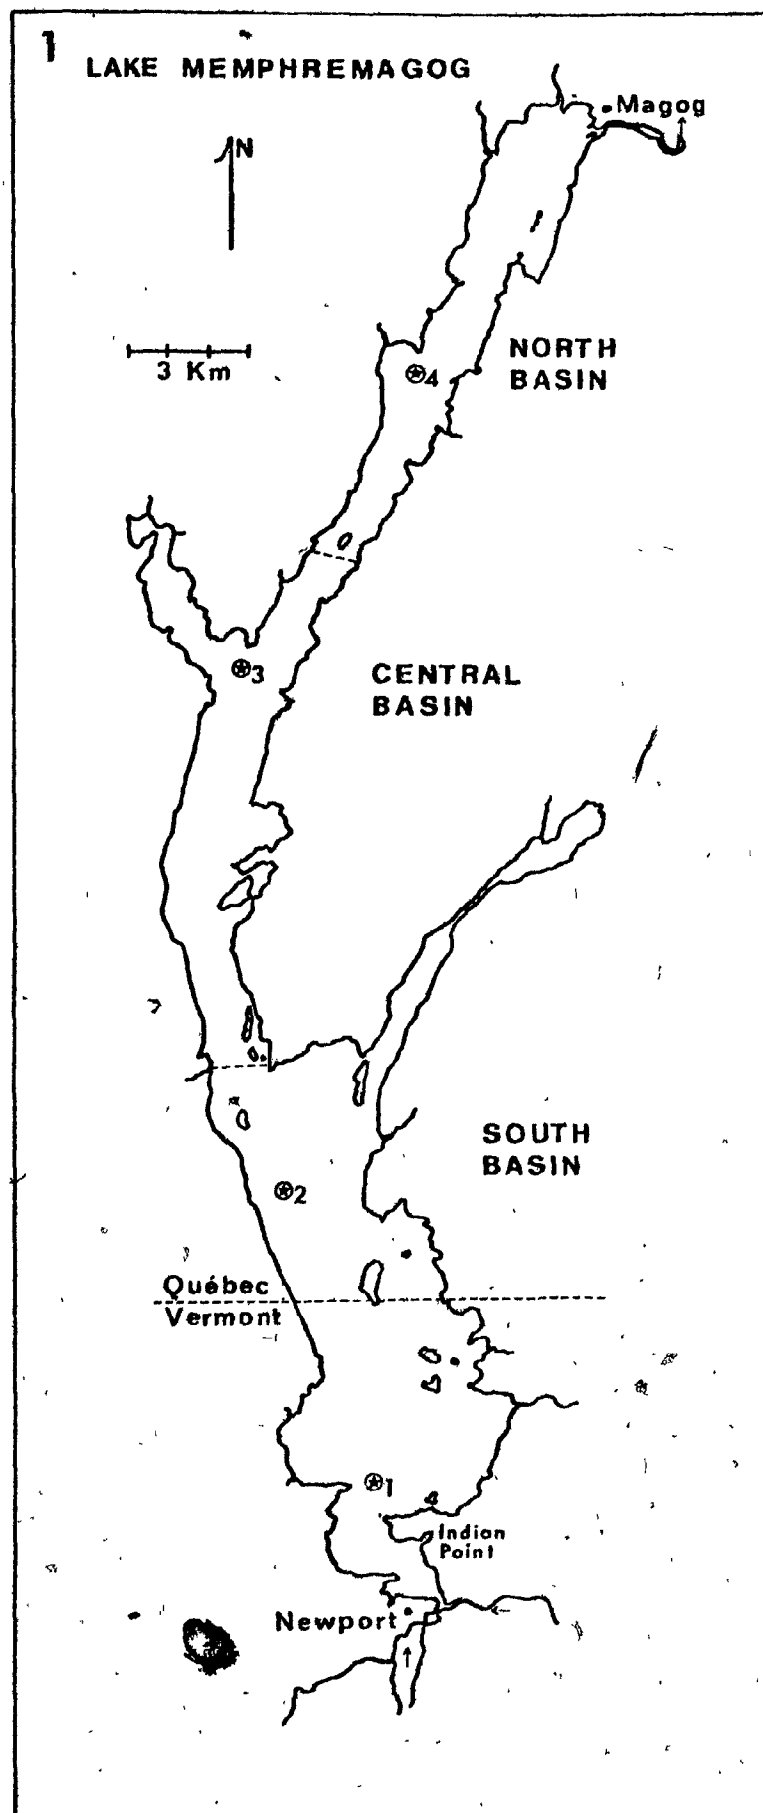 1
LAKE MEMPHREMAGOG
Magog
N
3 Km
NORTH
BASIN
4
3
CENTRAL
BASIN
SOUTH
BASIN
2
Québec
Vermont
1
Indian
Point
Newport